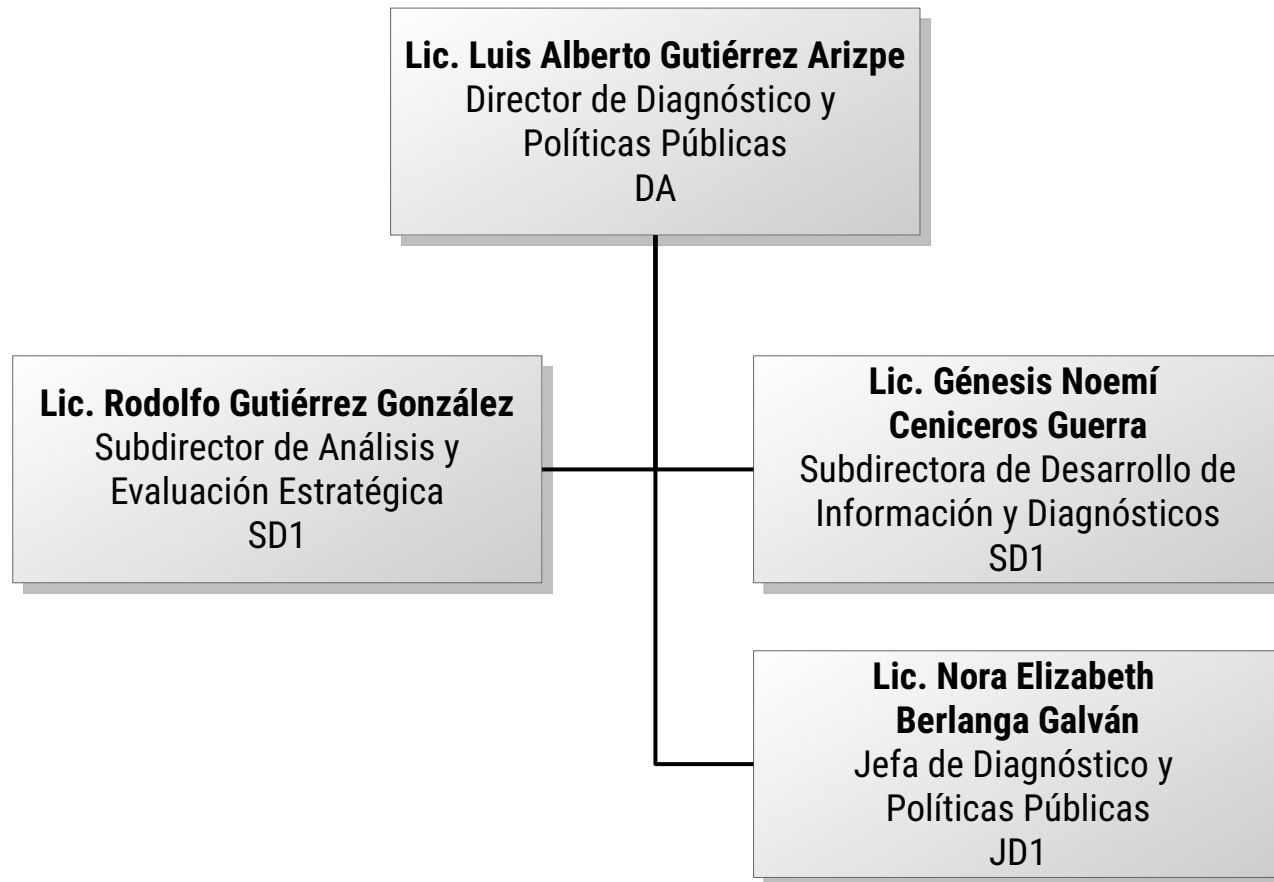 Lic. Luis Alberto Gutiérrez Arizpe
Director de Diagnóstico y
Políticas Públicas
DA
Lic. Rodolfo Gutiérrez González
Subdirector de Análisis y
Evaluación Estratégica
SD1
Lic. Génesis Noemí
Ceniceros Guerra
Subdirectora de Desarrollo de
Información y Diagnósticos
SD1
Lic. Nora Elizabeth
Berlanga Galván
Jefa de Diagnóstico y
Políticas Públicas
JD1